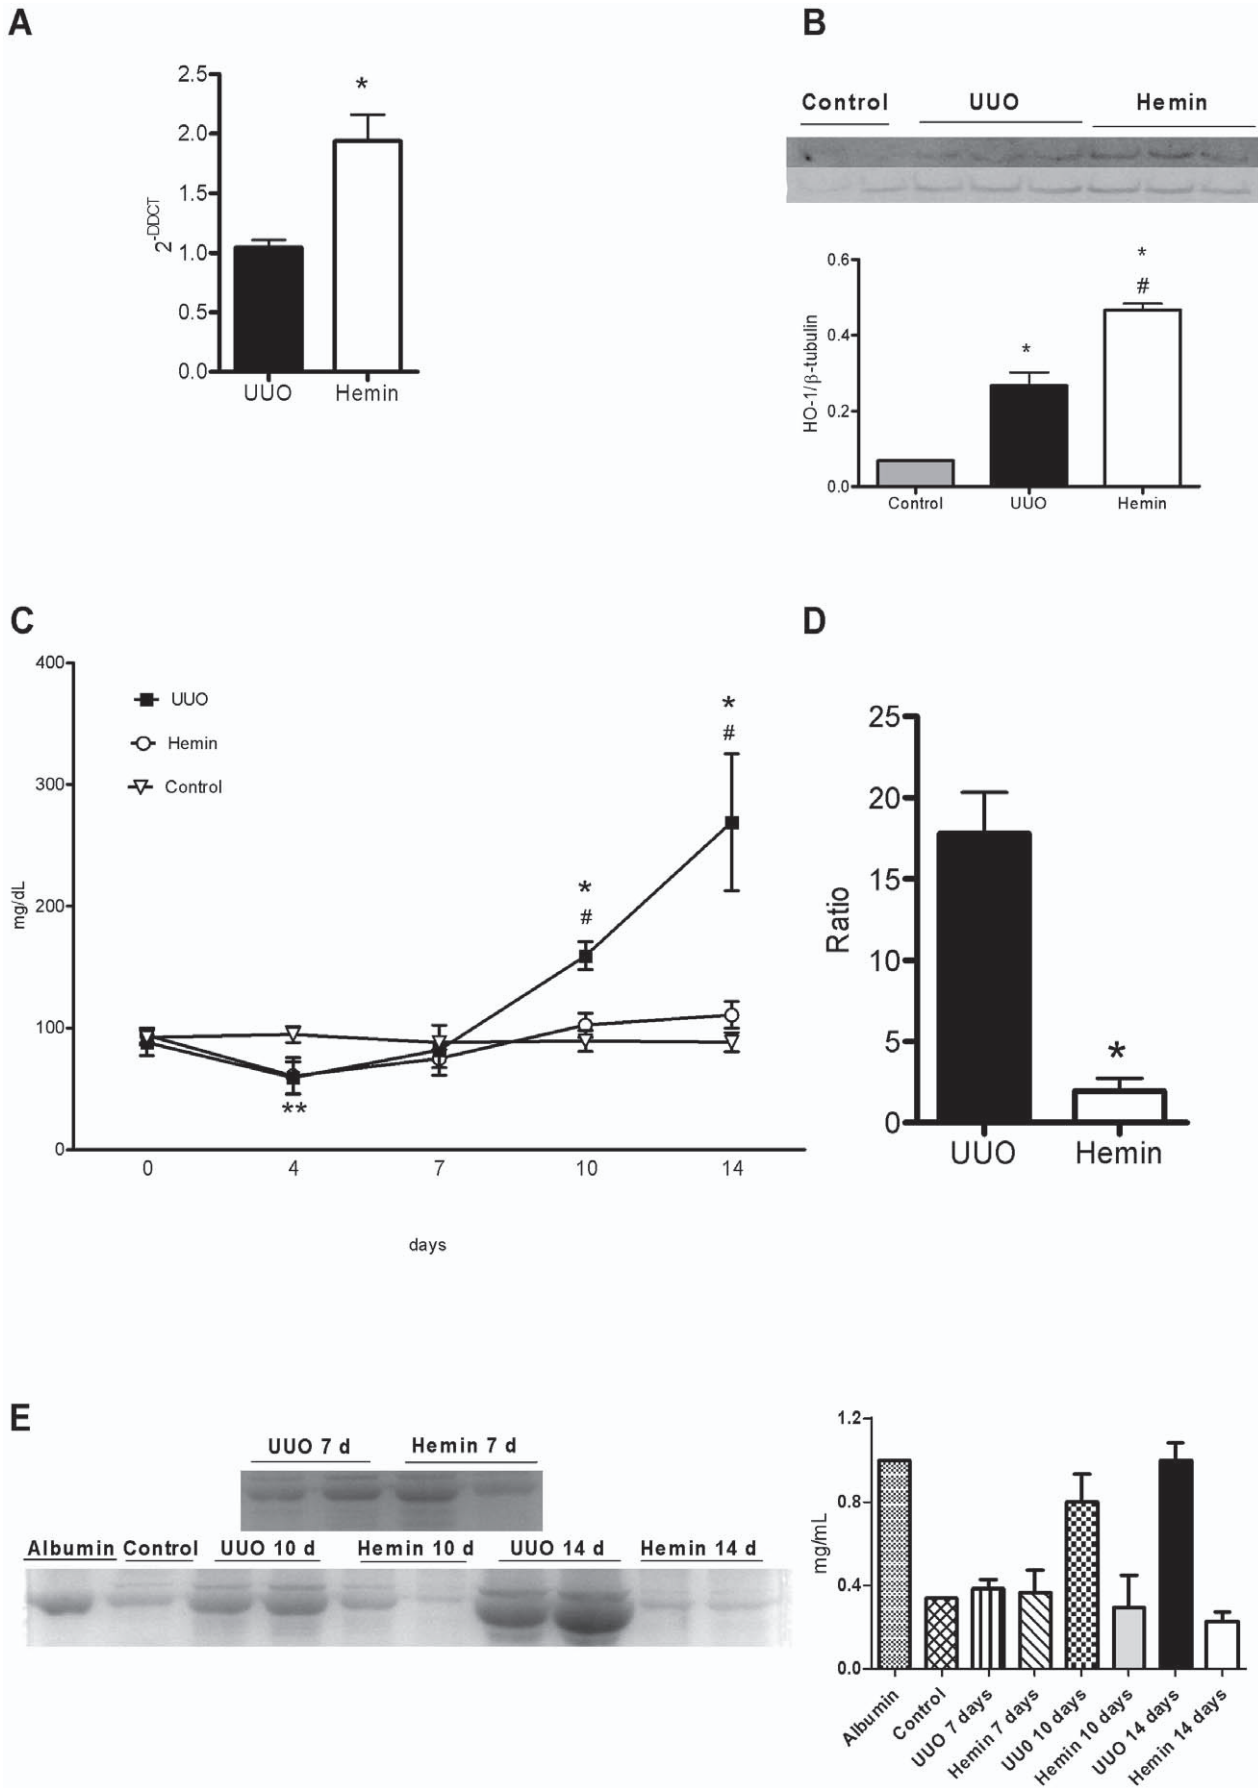 A
2.5
2.0
1.5
1.0
0.5
0.0
2-DDCT
*
UUO
Hemin
B
Control UUO Hemin
0.6
0.4
0.2
0.0
HO-1/β-tubulin
*
*
#
Control
UUO
Hemin
C
400
300
200
100
0
mg/dL
UUO
Hemin
Control
**
*
#
*
#
0
4
7
10
14
days
D
25
20
15
10
5
0
Ratio
*
UUO
Hemin
E
UUO 7 d Hemin 7 d
Albumin Control UUO 10 d Hemin 10 d UUO 14 d Hemin 14 d
1.2
0.8
0.4
0.0
mg/mL
Albumin
Control
UUO 7 days
Hemin 7 days
UU0 10 days
Hemin 10 days
UUO 14 days
Hemin 14 days